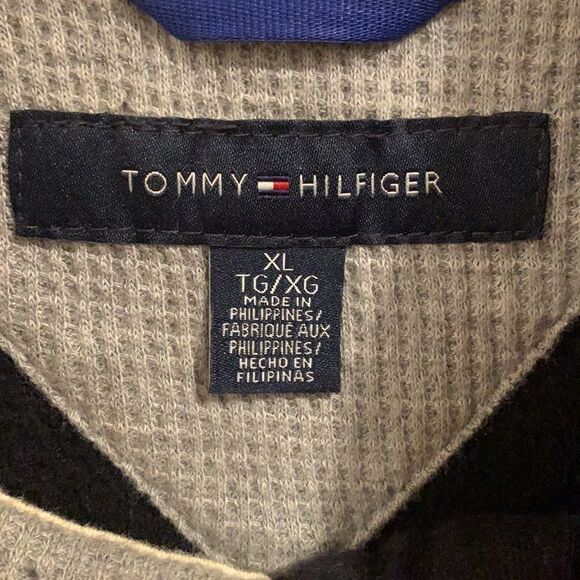 TOMMY HILFIGER
XL
TG/XG
MADE IN
PHILIPPINES/
FABRIQUÉ AUX
PHILIPPINES/
HECHO EN
FILIPINAS